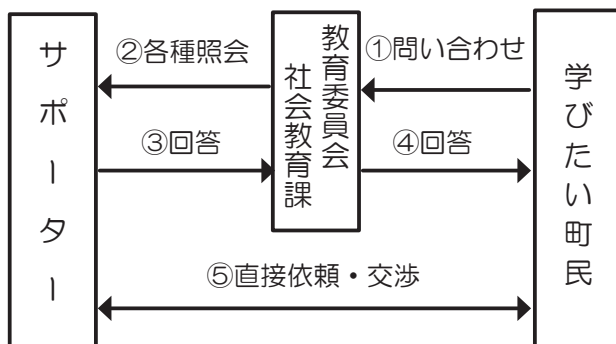 サポーター
②各種照会
教育委員会
社会教育課
①問い合わせ
学びたい町民
③回答
④回答
⑤直接依頼・交渉